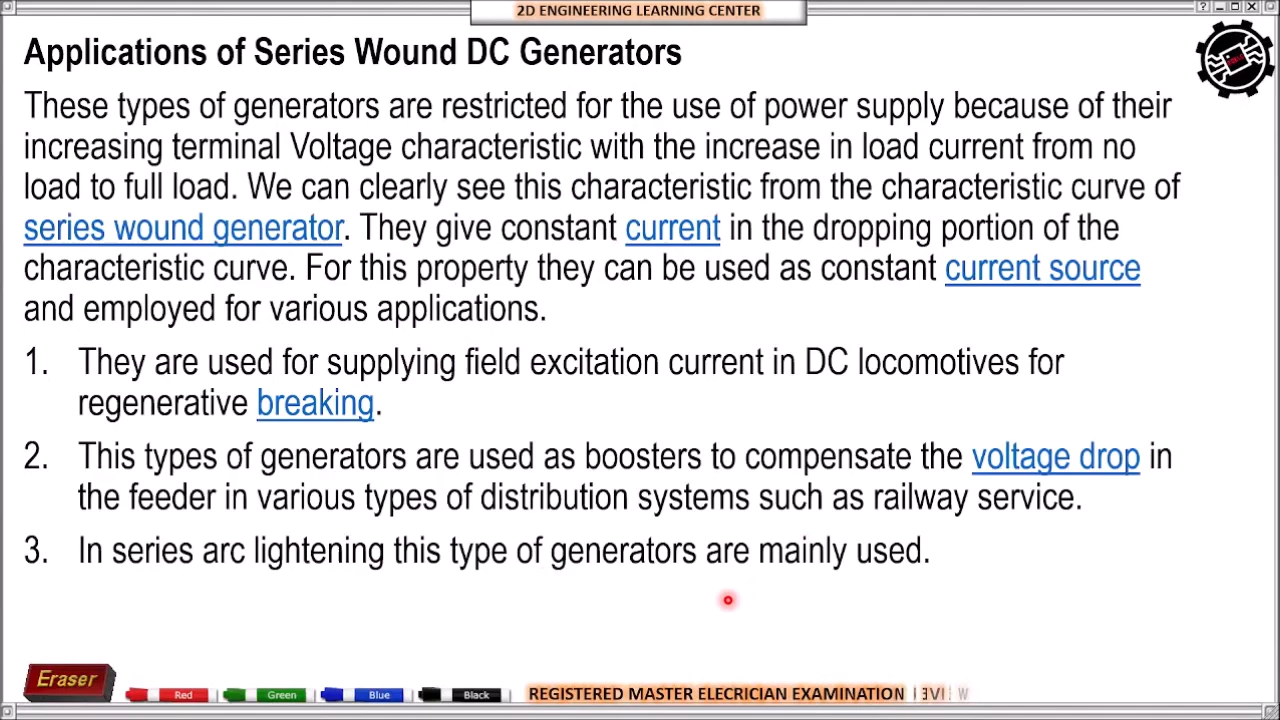 2D ENGINEERING LEARNING CENTER
Applications of Series Wound DC Generators
These types of generators are restricted for the use of power supply because of their
increasing terminal Voltage characteristic with the increase in load current from no
load to full load. We can clearly see this characteristic from the characteristic curve of
series wound generator. They give constant current in the dropping portion of the
characteristic curve. For this property they can be used as constant current source
and employed for various applications.
1. They are used for supplying field excitation current in DC locomotives for
regenerative breaking.
2. This types of generators are used as boosters to compensate the voltage drop in
the feeder in various types of distribution systems such as railway service.
3. In series arc lightening this type of generators are mainly used.
Eraser
Red
Green
Blue
Black
REGISTERED MASTER ELECRICIAN EXAMINATION